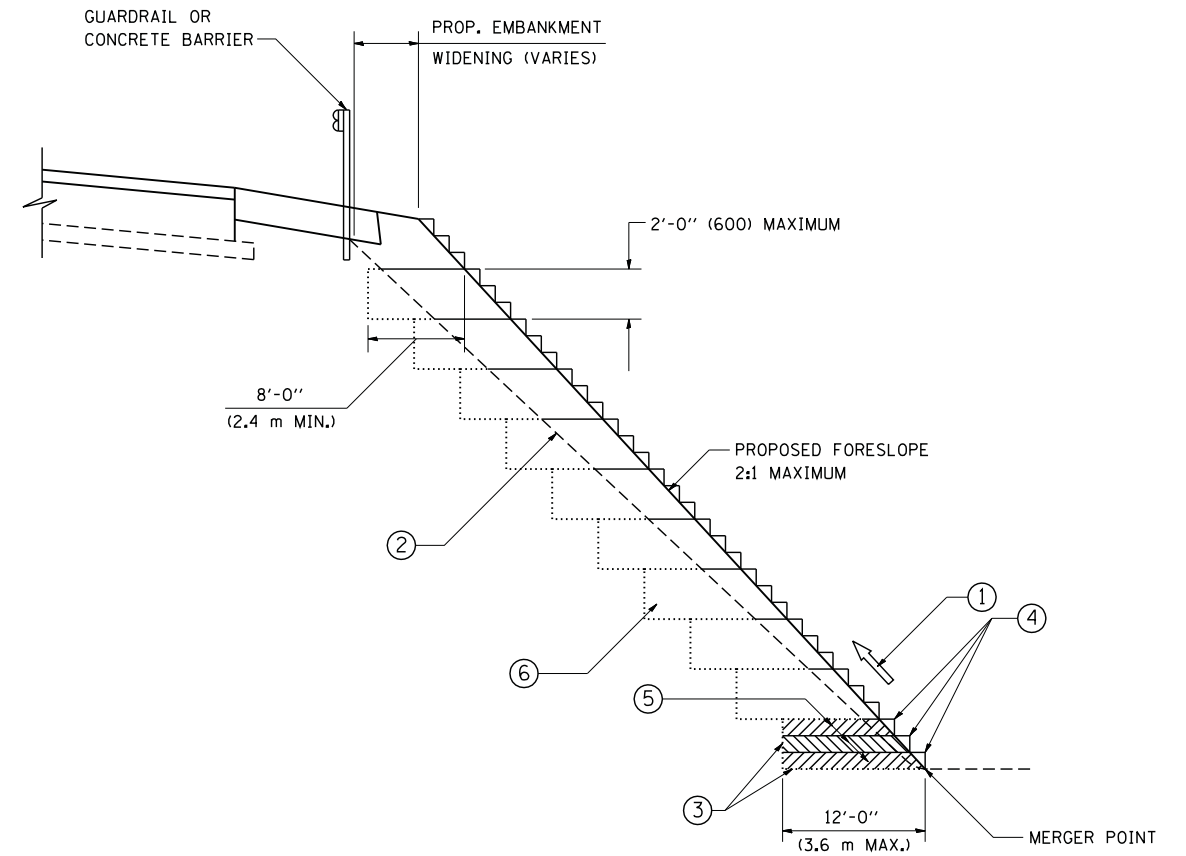 GUARDRAIL OR
CONCRETE BARRIER
PROP. EMBANKMENT
WIDENING (VARIES)
2'-0" (600) MAXIMUM
8'-0"
(2.4 m MIN.)
PROPOSED FORESLOPE
2:1 MAXIMUM
2
1
4
6
5
3
12'-0"
(3.6 m MAX.)
MERGER POINT